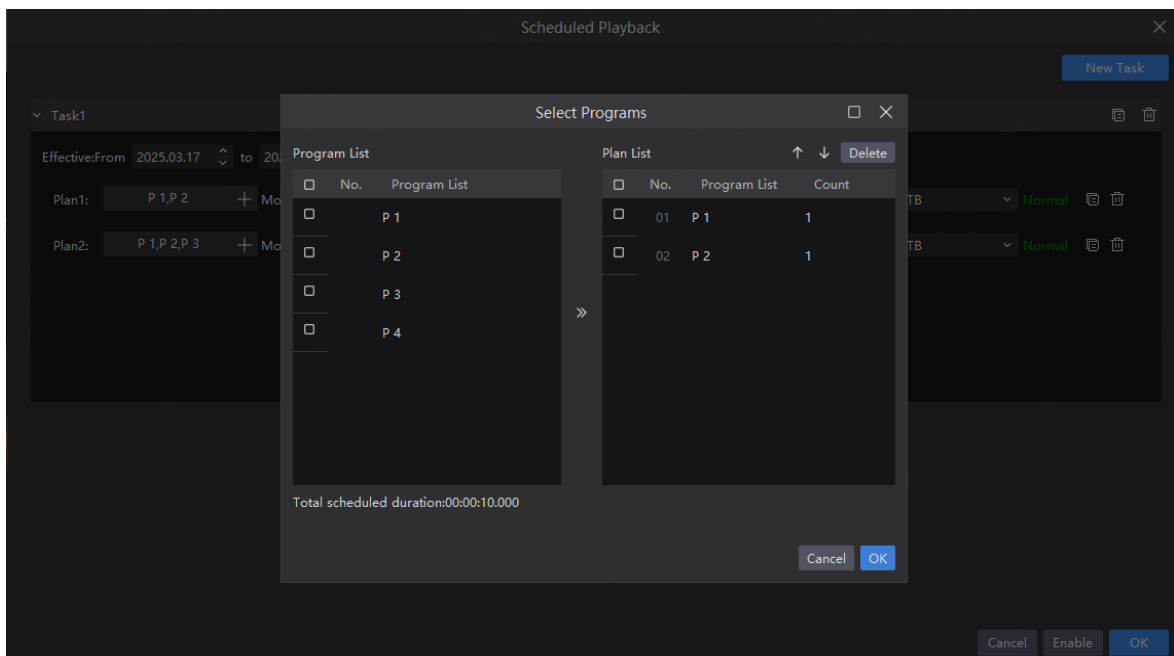 Scheduled Playback
New Task
Task1
Select Programs
Effective:From 2025.03.17 to 20
Program List
Plan List
Delete
No. Program List
No. Program List Count
Plan1: P 1,P 2 Mo
TB Normal
P 1
01 P 1 1
Plan2: P 1,P 2,P 3 Mo
TB Normal
P 2
02 P 2 1
P 3
P 4
Total scheduled duration:00:00:10.000
Cancel OK
Cancel Enable OK